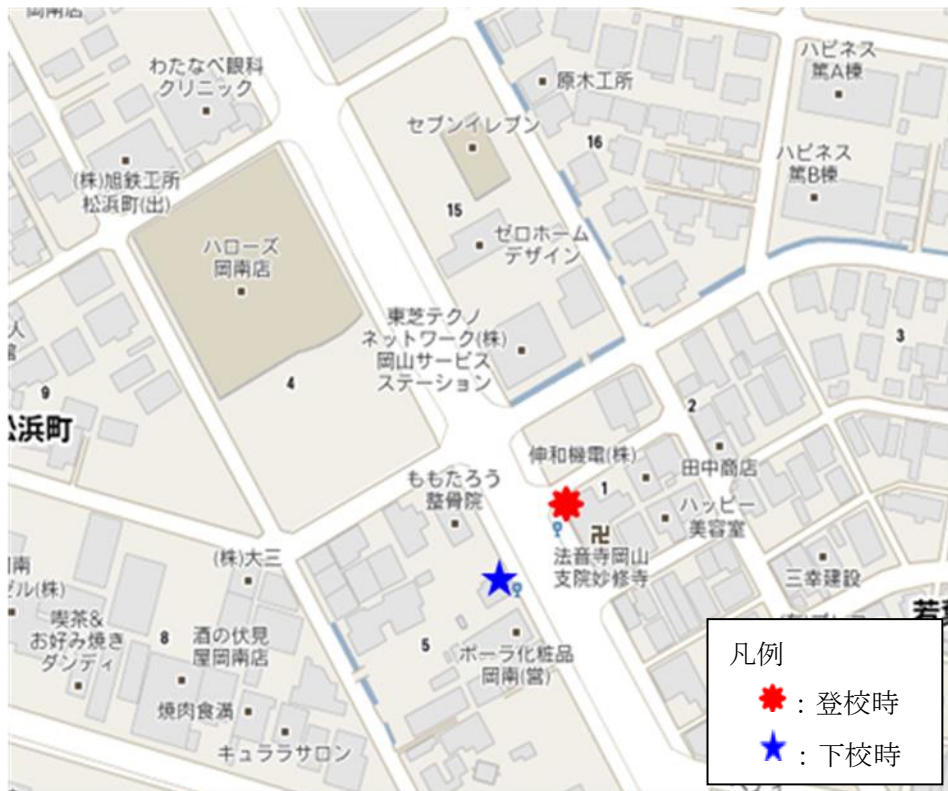 岡南店
わたなべ眼科
クリニック
(株)旭鉄工所
松浜町(出)
ハローズ
岡南店
セブンイレブン
原木工所
16
15
ハピネス
篤A棟
ハピネス
篤B棟
ゼロホーム
デザイン
東芝テクノ
ネットワーク(株)
岡山サービス
ステーション
4
9
3
2
松浜町
伸和機電(株)
1
田中商店
ハッピー
美容室
ももたろう
整骨院
卍
法音寺岡山
支院妙修寺
三幸建設
(株)大三
喫茶&
お好み焼き
ダンディ
8
酒の伏見
屋岡南店
5
ポーラ化粧品
岡南(営)
焼肉食満
キュララサロン
凡例
:登校時
:下校時